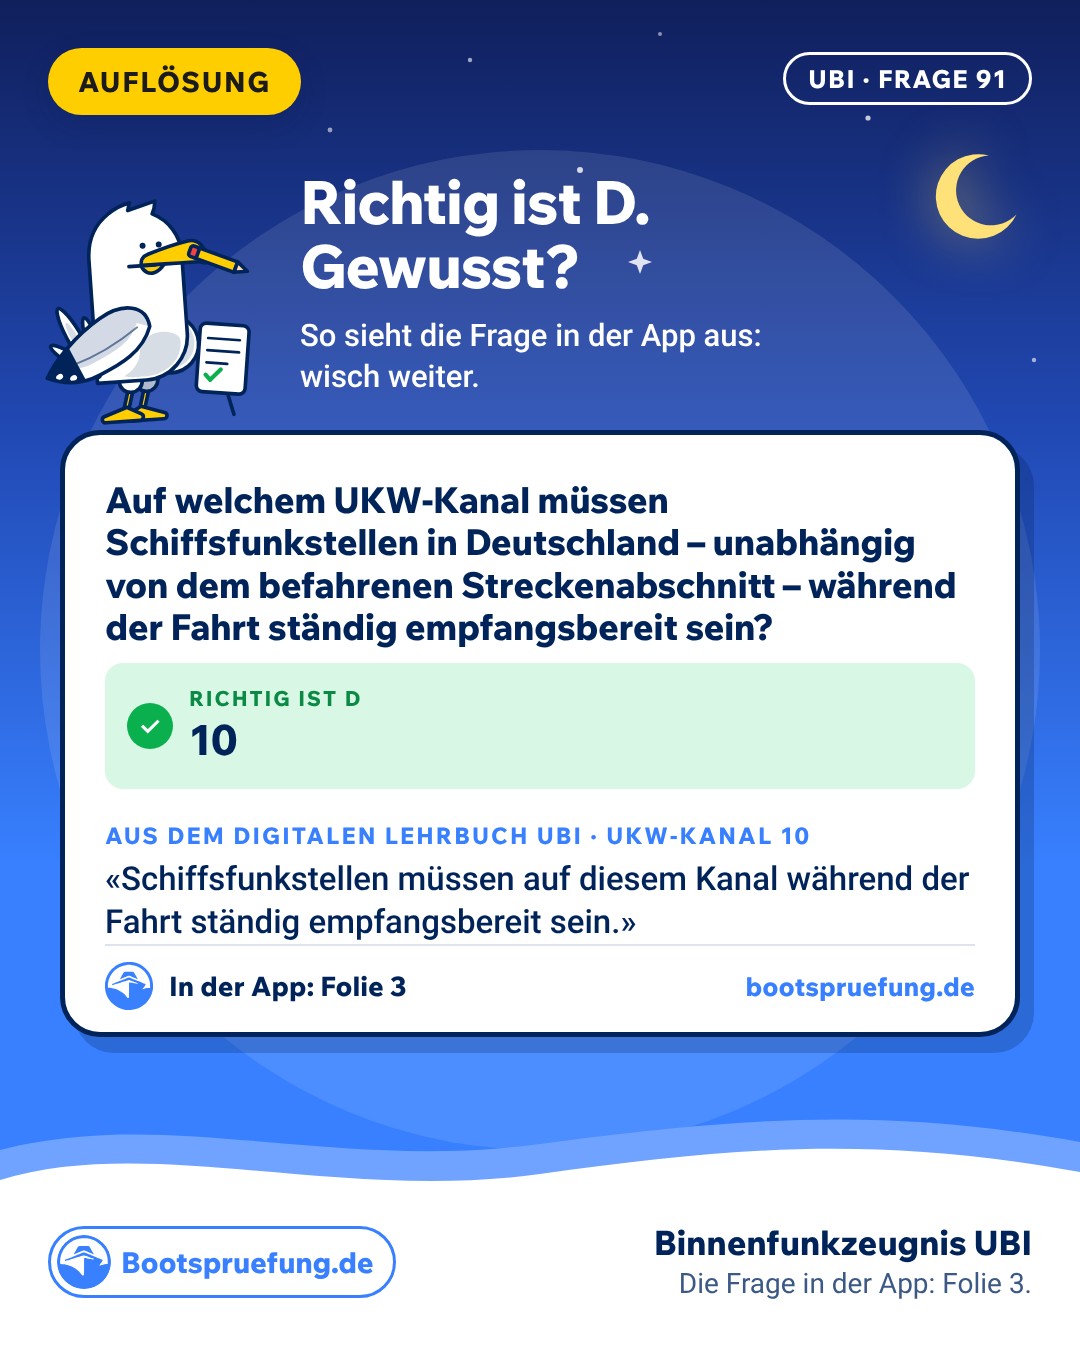 AUFLÖSUNG
UBI · FRAGE 91
Richtig ist D.
Gewusst?
So sieht die Frage in der App aus:
wisch weiter.
Auf welchem UKW-Kanal müssen
Schiffsfunkstellen in Deutschland – unabhängig
von dem befahrenen Streckenabschnitt – während
der Fahrt ständig empfangsbereit sein?
RICHTIG IST D
10
AUS DEM DIGITALEN LEHRBUCH UBI · UKW-KANAL 10
«Schiffsfunkstellen müssen auf diesem Kanal während der
Fahrt ständig empfangsbereit sein.»
In der App: Folie 3
bootspruefung.de
Bootspruefung.de
Binnenfunkzeugnis UBI
Die Frage in der App: Folie 3.